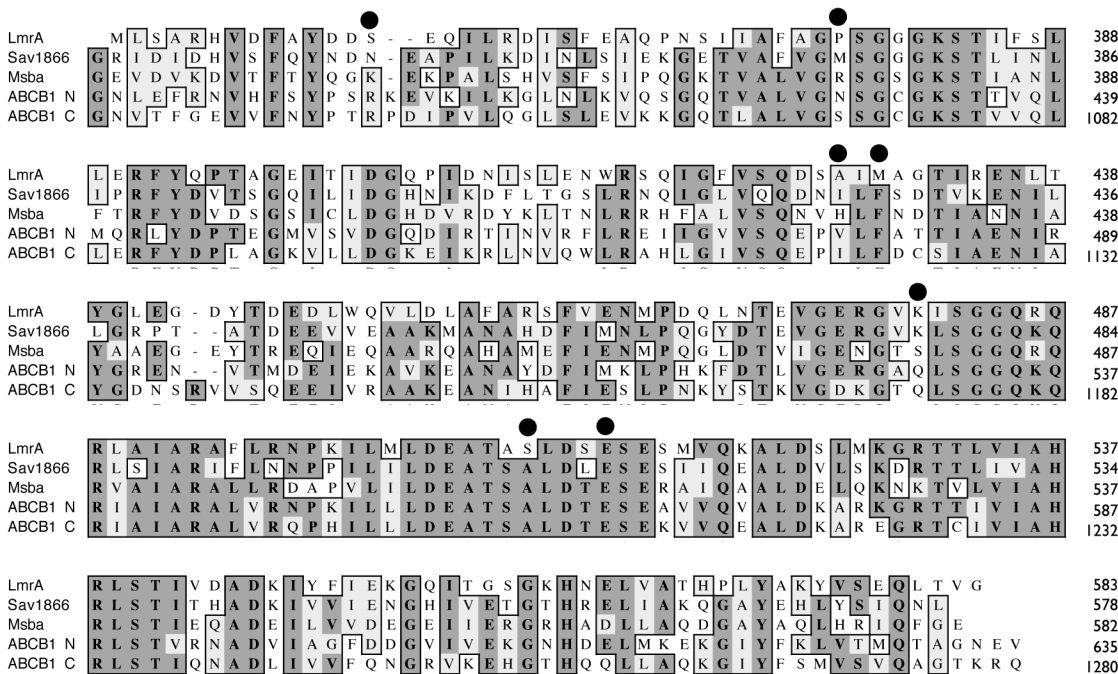 LmrA M L S A R H V D F A Y D D S - - E Q I L R D I S F E A Q P N S I I A F A G P S G G G K S T I F S L 388
Sav1866 G R I D I D H V S F Q Y N D N - E A P I L K D I N L S I E K G E T V A F V G M S G G G K S T L I N L 386
Msba G E V D V K D V T F T Y Q G K - E K P A L S H V S F S I P Q G K T V A L V G R S G S G K S T I A N L 388
ABCB1 N G N L E F R N V H F S Y P S R K E V K I L K G L N L K V Q S G Q T V A L V G N S G C G K S T T V Q L 439
ABCB1 C G N V T F G E V V F N Y P T R P D I P V L Q G L S L E V K K G Q T L A L V G S S G C G K S T V V Q L 1082
LmrA L E R F Y Q P T A G E I T I D G Q P I D N I S L E N W R S Q I G F V S Q D S A I M A G T I R E N L T 438
Sav1866 I P R F Y D V T S G Q I L I D G H N I K D F L T G S L R N Q I G L V Q Q D N I L F S D T V K E N I L 436
Msba F T R F Y D V D S G S I C L D G H D V R D Y K L T N L R R H F A L V S Q N V H L F N D T I A N N I A 438
ABCB1 N M Q R L Y D P T E G M V S V D G Q D I R T I N V R F L R E I I G V V S Q E P V L F A T T I A E N I R 489
ABCB1 C L E R F Y D P L A G K V L L D G K E I K R L N V Q W L R A H L G I V S Q E P I L F D C S I A E N I A 1132
LmrA Y G L E G - D Y T D E D L W Q V L D L A F A R S F V E N M P D Q L N T E V G E R G V K I S G G Q R Q 487
Sav1866 L G R P T - - A T D E E V V E A A K M A N A H D F I M N L P Q G Y D T E V G E R G V K L S G G Q R Q 484
Msba Y A A E G - E Y T R E Q I E Q A A R Q A H A M E F I E N M P Q G L D T V I G E N G T S L S G G Q R Q 487
ABCB1 N Y G R E N - - V T M D E I E K A V K E A N A Y D F I M K L P H K F D T L V G E R G A Q L S G G Q K Q 537
ABCB1 C Y G D N S R V V S Q E E I V R A A K E A N I H A F I E S L P N K Y S T K V G D K G T Q L S G G Q K Q 1182
LmrA R L A I A R A F L R N P K I L M L D E A T A S L D S E S E S M V Q K A L D S L M K G R T T L V I A H 537
Sav1866 R L S I A R I F L N N P P I L I L D E A T S A L D L E S E S I I Q E A L D V L S K D R T T L I V A H 534
Msba R V A I A R A L L R D A P V L I L D E A T S A L D T E S E R A I Q A A L D E L Q K N K T V L V I A H 537
ABCB1 N R I A I A R A L V R N P K I L L L D E A T S A L D T E S E A V V Q V A L D K A R K G R T T I V I A H 587
ABCB1 C R I A I A R A L V R Q P H I L L L D E A T S A L D T E S E K V V Q E A L D K A R E G R T C I V I A H 1232
LmrA R L S T I V D A D K I Y F I E K G Q I T G S G K H N E L V A T H P L Y A K Y V S E Q L T V G 583
Sav1866 R L S T I T H A D K I V V I E N G H I V E T G T H R E L I A K Q G A Y E H L Y S I Q N L 578
Msba R L S T I E Q A D E I L V V D E G E I I E R G R H A D L L A Q D G A Y A Q L H R I Q F G E 582
ABCB1 N R L S T V R N A D V I A G F D D G V I V E K G N H D E L M K E K G I Y F K L V T M Q T A G N E V 635
ABCB1 C R L S T I Q N A D L I V V F Q N G R V K E H G T H Q Q L L A Q K G I Y F S M V S V Q A G T K R Q 1280